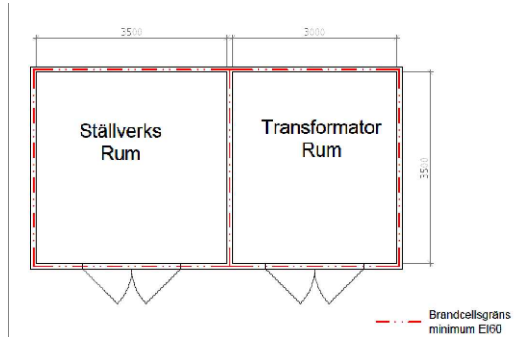 3500
3000
Ställverks
Rum
Transformator
Rum
3500
Brandcellsgräns
minimum EI60